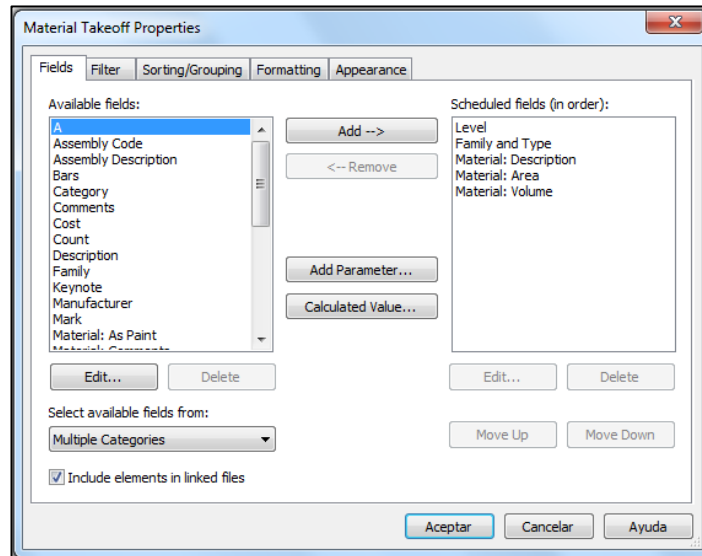 Material Takeoff Properties
Fields Filter Sorting/Grouping Formatting Appearance
Available fields:
A
Assembly Code
Assembly Description
Bars
Category
Comments
Cost
Count
Description
Family
Keynote
Manufacturer
Mark
Material: As Paint
Material: Comments
Add -->
<-- Remove
Add Parameter...
Calculated Value...
Scheduled fields (in order):
Level
Family and Type
Material: Description
Material: Area
Material: Volume
Edit... Delete
Edit... Delete
Select available fields from:
Multiple Categories
Move Up Move Down
Include elements in linked files
Aceptar Cancelar Ayuda